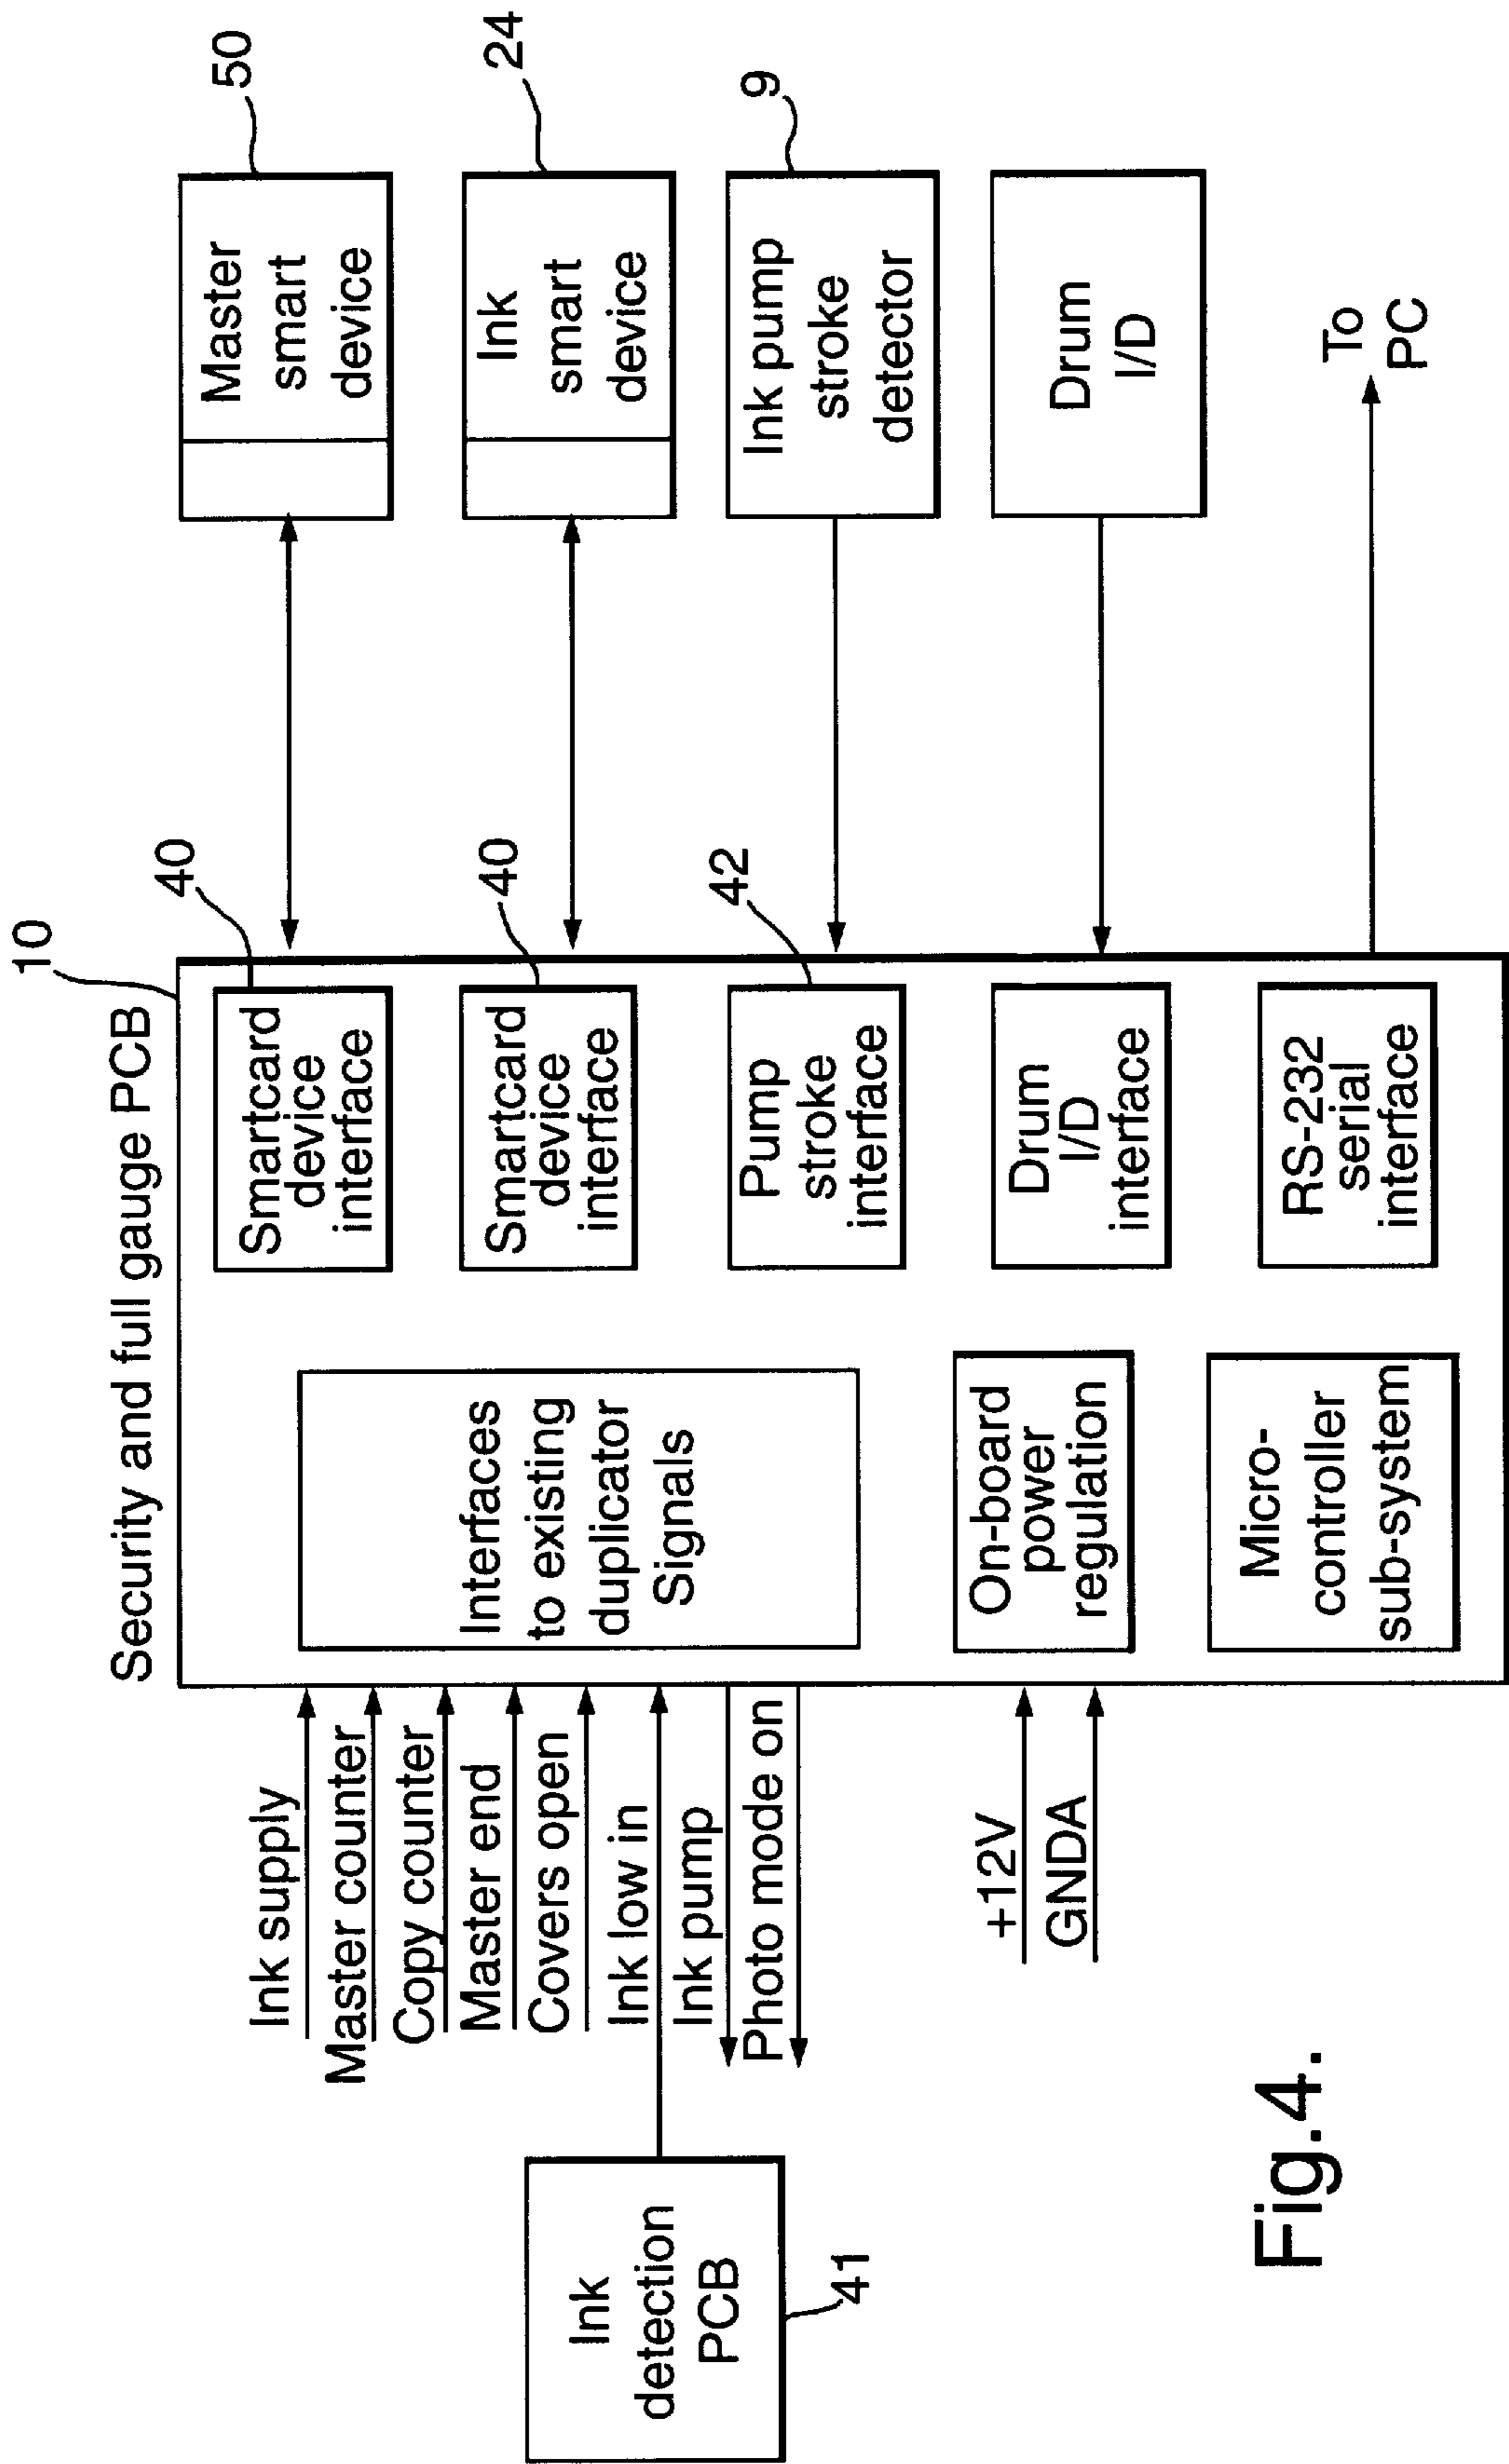 Security and full gauge PCB
10
Ink supply
Master counter
Copy counter
Master end
Covers open
Ink low in
Ink pump
Photo mode on
+12V
GNDA
Ink
detection
PCB
41
Interfaces
to existing
duplicator
Signals
On-board
power
regulation
Micro-
controller
sub-system
40
Smartcard
device
interface
40
Smartcard
device
interface
42
Pump
stroke
interface
Drum
I/D
interface
RS-232
serial
interface
50
Master
smart
device
24
Ink
smart
device
9
Ink pump
stroke
detector
Drum
I/D
To
PC
Fig.4.